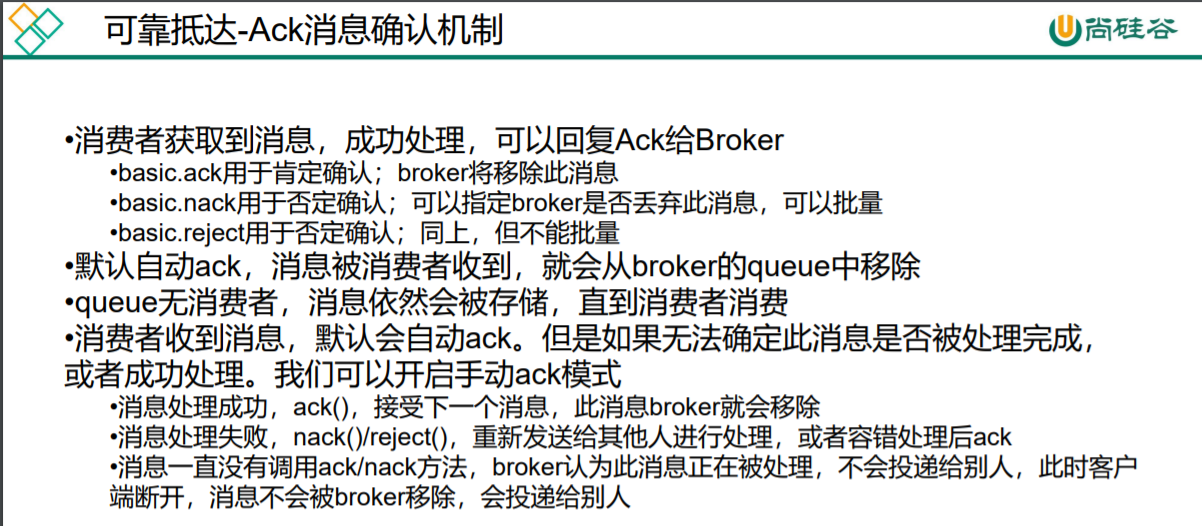 可靠抵达-Ack消息确认机制
尚硅谷
•消费者获取到消息，成功处理，可以回复Ack给Broker
•basic.ack用于肯定确认；broker将移除此消息
•basic.nack用于否定确认；可以指定broker是否丢弃此消息，可以批量
•basic.reject用于否定确认；同上，但不能批量
•默认自动ack，消息被消费者收到，就会从broker的queue中移除
•queue无消费者，消息依然会被存储，直到消费者消费
•消费者收到消息，默认会自动ack。但是如果无法确定此消息是否被处理完成，
或者成功处理。我们可以开启手动ack模式
•消息处理成功，ack()，接受下一个消息，此消息broker就会移除
•消息处理失败，nack()/reject()，重新发送给其他人进行处理，或者容错处理后ack
•消息一直没有调用ack/nack方法，broker认为此消息正在被处理，不会投递给别人，此时客户
端断开，消息不会被broker移除，会投递给别人